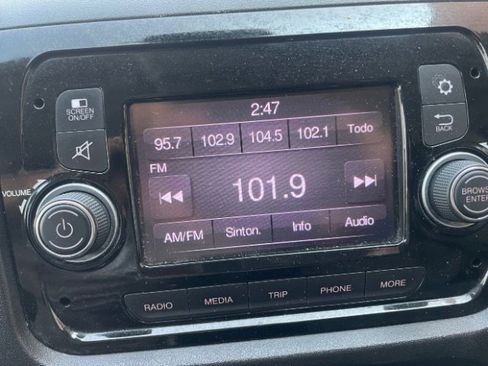 2:47
SCREEN
ON/OFF
95.7 102.9 104.5 102.1 Todo
BACK
FM
VOLUME
101.9
BROWSE
ENTER
AM/FM Sinton. Info Audio
RADIO MEDIA TRIP PHONE MORE